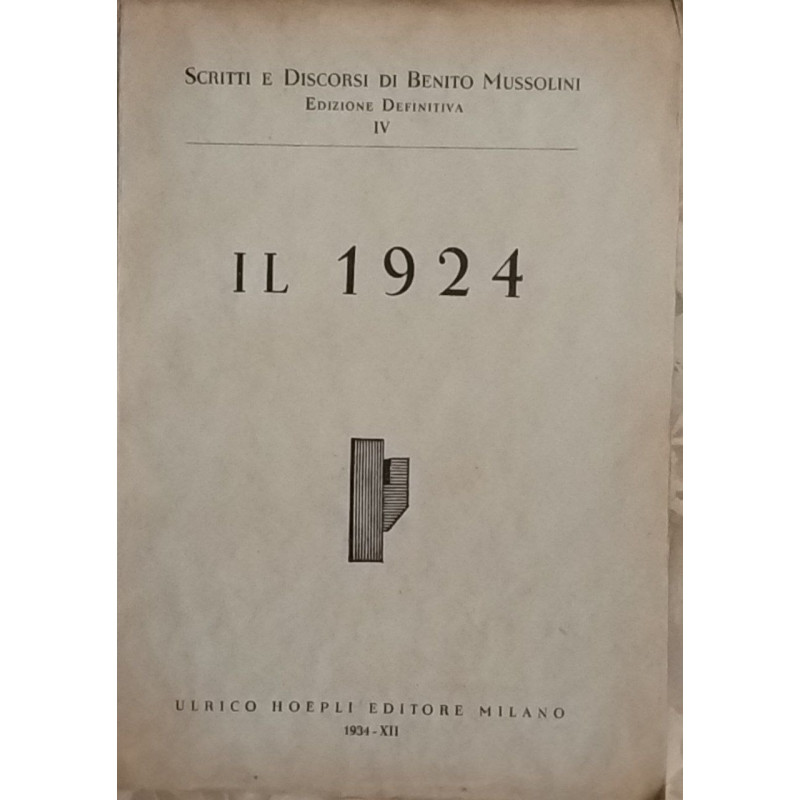 SCRITTI E DISCORSI DI BENITO MUSSOLINI
EDIZIONE DEFINITIVA
IV
IL 1924
ULRICO HOEPLI EDITORE MILANO
1934-XII